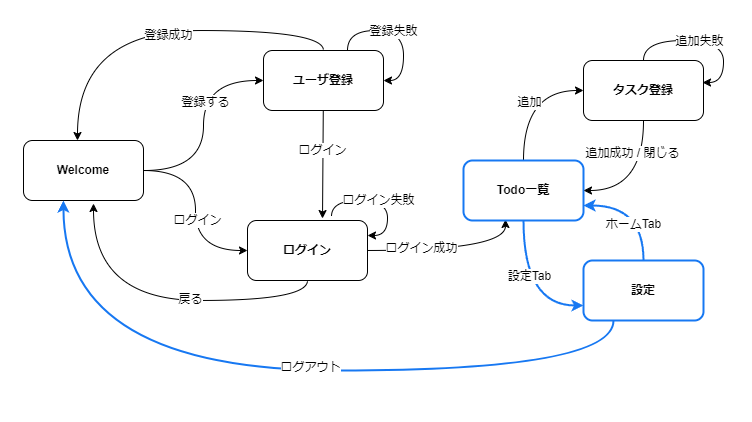 登録成功
登録失敗
ユーザ登録
追加失敗
タスク登録
登録する
追加
ログイン
追加成功 / 閉じる
Welcome
Todo一覧
ログイン失敗
ログイン
ホームTab
ログイン
ログイン成功
設定Tab
設定
戻る
ログアウト